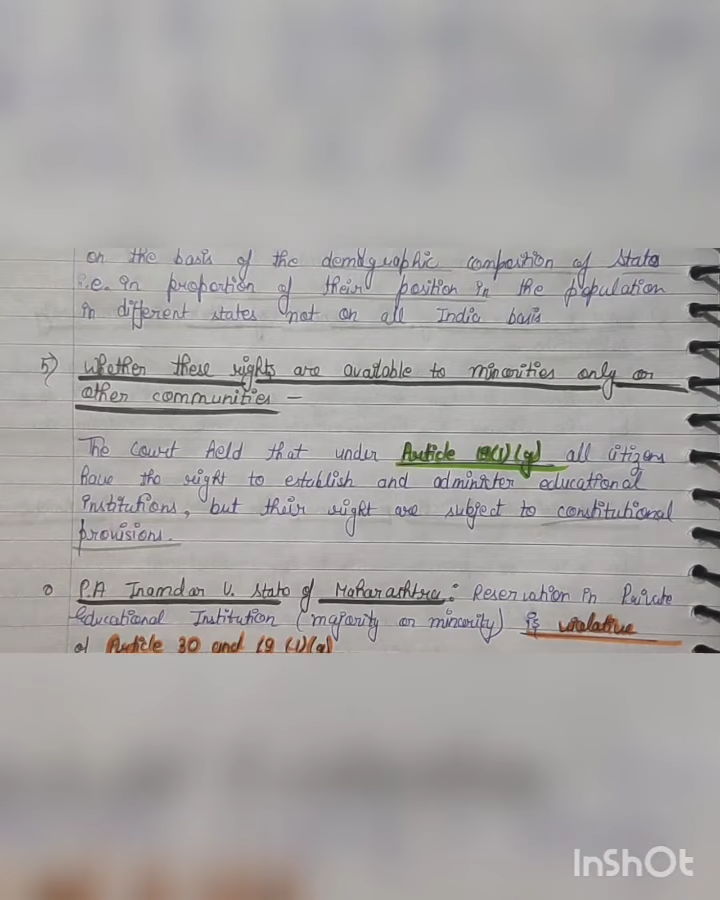 on the basis of the demographic composition of State
i.e. in proportion of their position in the population
in different states not on all India basis
5) Whether these rights are available to minorities only or
other communities —
The Court held that under Article 19(1)(g) all citizens
have the right to establish and administer educational
institutions, but their right are subject to constitutional
provisions.
P.A Inamdar V. State of Maharashtra: Reservation in Private
Educational Institution (majority or minority) is violative
of Article 30 and 19 (1)(g)
InShOt